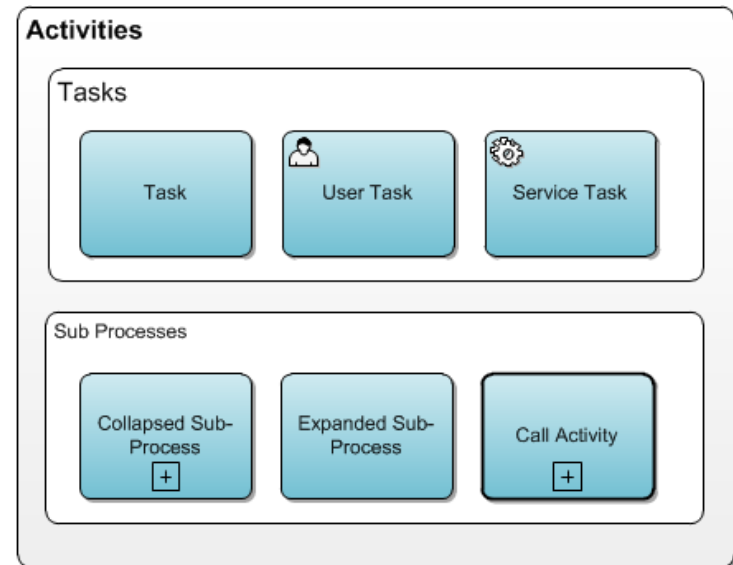 Activities
Tasks
Task
User Task
Service Task
Sub Processes
Collapsed Sub-
Process
+
Expanded Sub-
Process
Call Activity
+